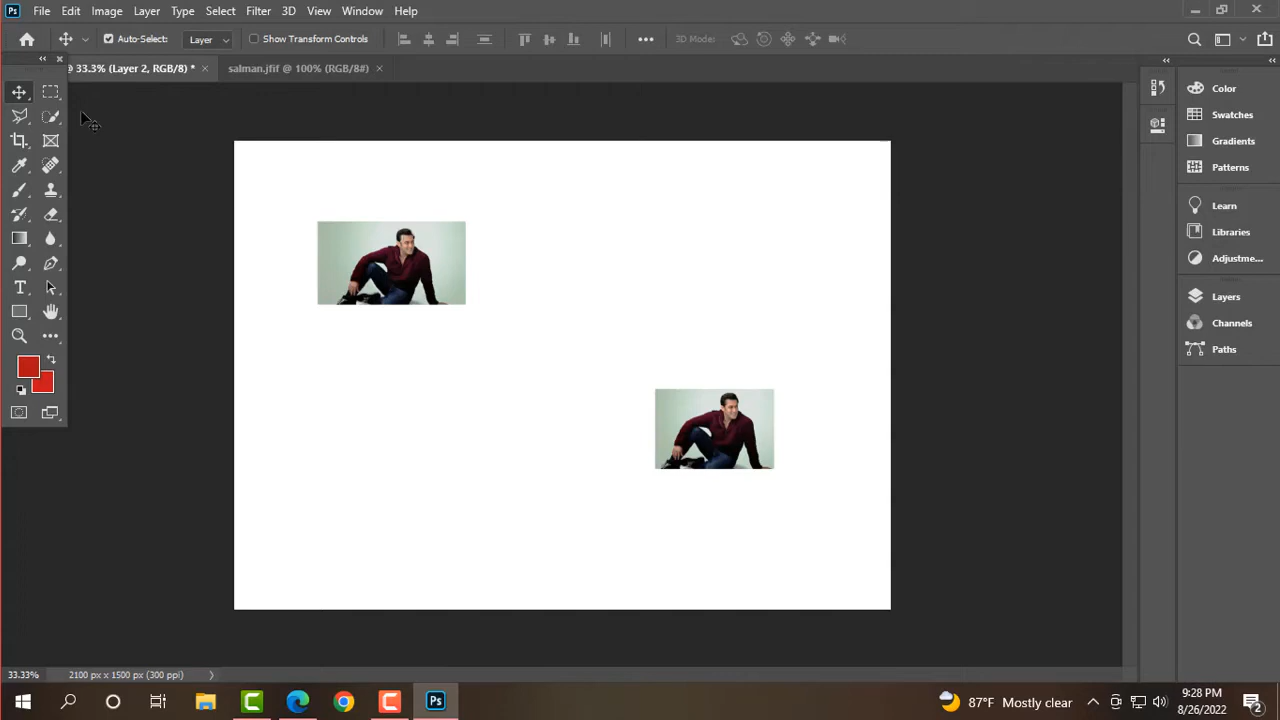 Ps File Edit Image Layer Type Select Filter 3D View Window Help
Auto-Select: Layer Show Transform Controls 3D Mode:
@ 33.3% (Layer 2, RGB/8) * × salman.jfif @ 100% (RGB/8#) ×
Color
Swatches
Gradients
Patterns
Learn
Libraries
Adjustme...
Layers
Channels
Paths
33.33% 2100 px x 1500 px (300 ppi)
Ps 87°F Mostly clear 9:28 PM
8/26/2022 2